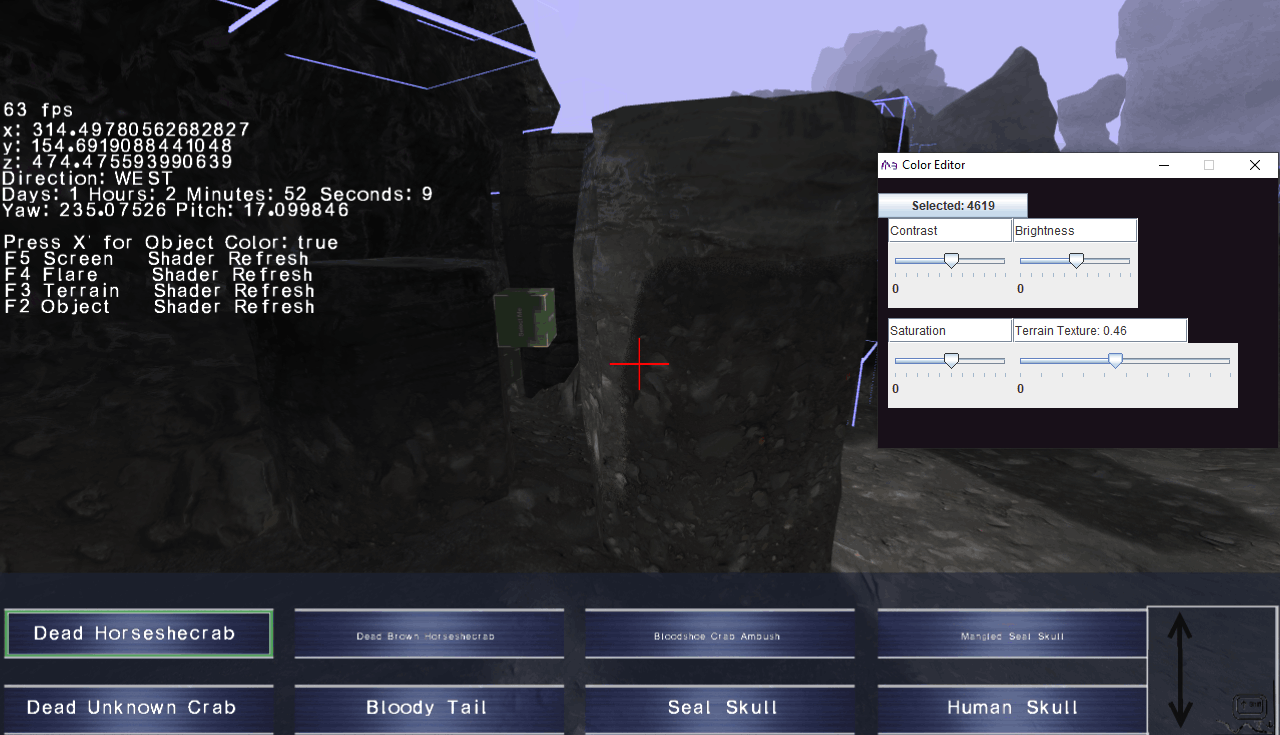 63 fps
x: 314.49780562682827
y: 154.6919088441048
z: 474.475593990639
Direction: WEST
Days: 1 Hours: 2 Minutes: 52 Seconds: 9
Yaw: 235.07526 Pitch: 17.099846
Press X' for Object Color: true
F5 Screen Shader Refresh
F4 Flare Shader Refresh
F3 Terrain Shader Refresh
F2 Object Shader Refresh
Color Editor
Selected: 4619
Contrast Brightness
0 0
Saturation Terrain Texture: 0.46
0 0
Dead Horseshecrab Dead Brown Horseshecrab Bloodshoe Crab Ambush Mangled Seal Skull
Dead Unknown Crab Bloody Tail Seal Skull Human Skull